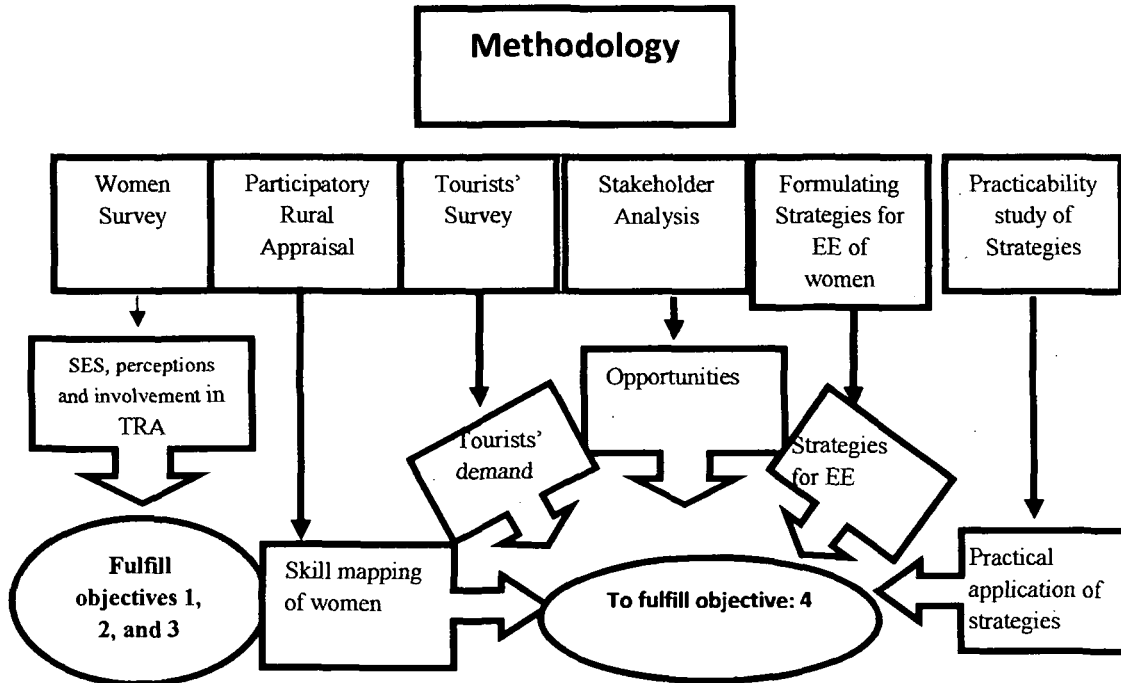 Methodology
Women
Survey
Participatory
Rural
Appraisal
Tourists'
Survey
Stakeholder
Analysis
Formulating
Strategies for
EE of
women
Practicability
study of
Strategies
SES, perceptions
and involvement in
TRA
Opportunities
Tourists'
demand
Strategies
for EE
Fulfill
objectives 1,
2, and 3
Skill mapping
of women
To fulfill objective: 4
Practical
application of
strategies